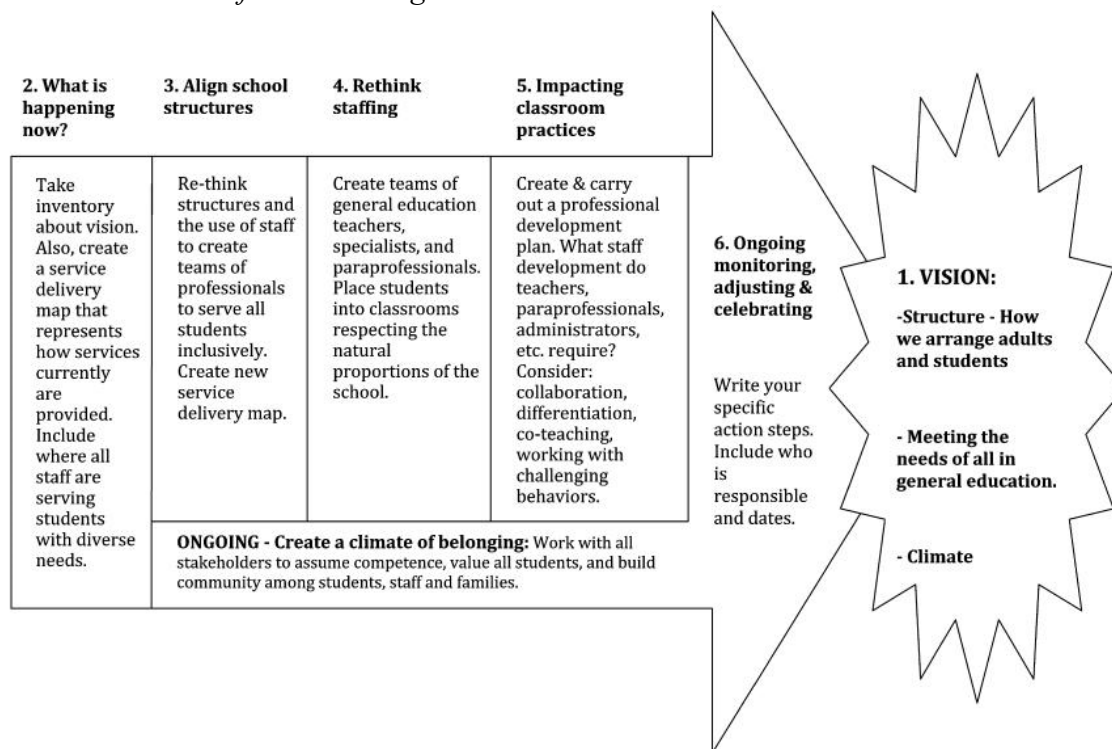 2. What is
happening
now?
Take
inventory
about vision.
Also, create
a service
delivery
map that
represents
how services
currently
are
provided.
Include
where all
staff are
serving
students
with diverse
needs.
3. Align school
structures
Re-think
structures and
the use of staff
to create
teams of
professionals
to serve all
students
inclusively.
Create new
service
delivery map.
4. Rethink
staffing
Create teams of
general education
teachers,
specialists, and
paraprofessionals.
Place students
into classrooms
respecting the
natural
proportions of the
school.
5. Impacting
classroom
practices
Create & carry
out a professional
development
plan. What staff
development do
teachers,
paraprofessionals,
administrators,
etc. require?
Consider:
collaboration,
differentiation,
co-teaching,
working with
challenging
behaviors.
ONGOING - Create a climate of belonging: Work with all
stakeholders to assume competence, value all students, and build
community among students, staff and families.
6. Ongoing
monitoring,
adjusting &
celebrating
Write your
specific
action steps.
Include who
is
responsible
and dates.
1. VISION:
-Structure - How
we arrange adults
and students
- Meeting the
needs of all in
general education.
- Climate